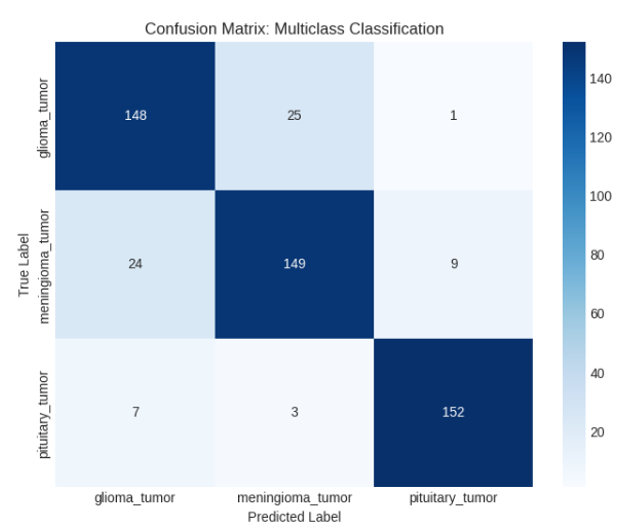 Confusion Matrix: Multiclass Classification
True Label
glioma_tumor
148 25 1
meningioma_tumor
24 149 9
pituitary_tumor
7 3 152
glioma_tumor meningioma_tumor pituitary_tumor
Predicted Label
140
120
100
80
60
40
20